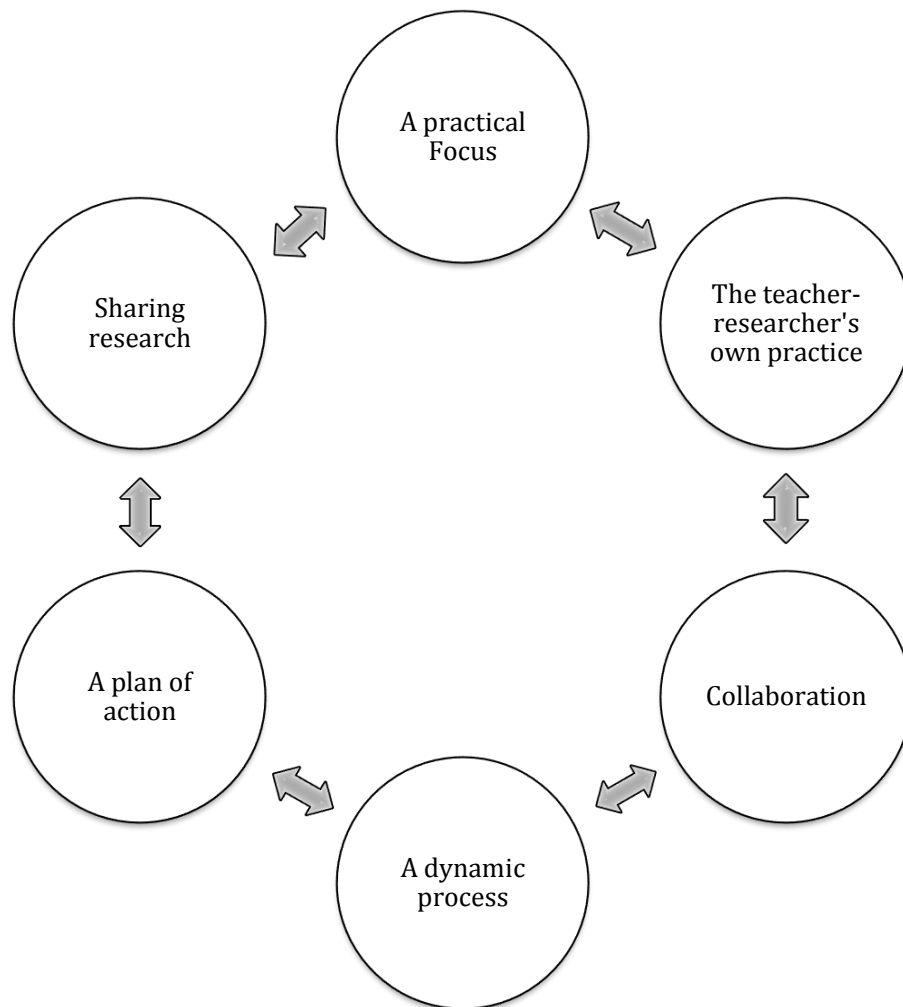 A practical
Focus
The teacher-
researcher's
own practice
Collaboration
A dynamic
process
A plan of
action
Sharing
research